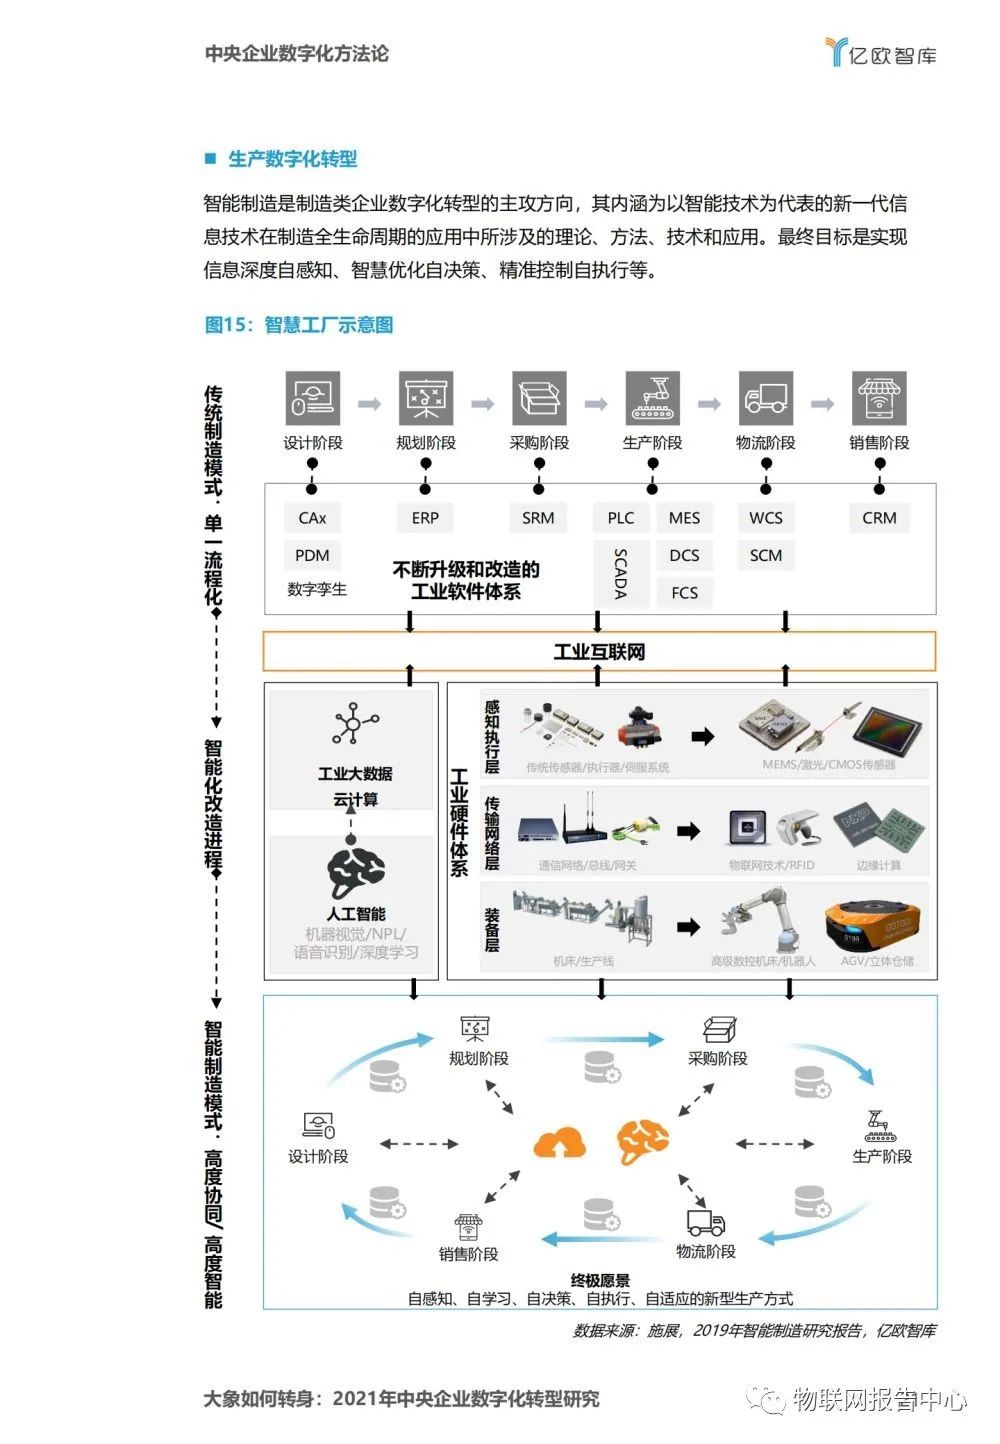 中央企业数字化方法论
亿欧智库
生产数字化转型
智能制造是制造类企业数字化转型的主攻方向，其内涵为以智能技术为代表的新一代信
息技术在制造全生命周期的应用中所涉及的理论、方法、技术和应用。最终目标是实现
信息深度自感知、智慧优化自决策、精准控制自执行等。
图15：智慧工厂示意图
传统制造模式：单一流程化
智能化改造进程
智能制造模式：高度协同/高度智能
设计阶段
规划阶段
采购阶段
生产阶段
物流阶段
销售阶段
CAx
ERP
SRM
PLC
MES
WCS
CRM
PDM
SCADA
DCS
SCM
数字孪生
FCS
不断升级和改造的
工业软件体系
工业互联网
工业大数据
云计算
人工智能
机器视觉/NPL/
语音识别/深度学习
工业硬件体系
感知执行层
传统传感器/执行器/伺服系统
MEMS/激光/CMOS传感器
传输网络层
通信网络/总线/网关
物联网技术/RFID
边缘计算
NXP
装备层
机床/生产线
高级数控机床/机器人
AGV/立体仓储
规划阶段
采购阶段
设计阶段
生产阶段
销售阶段
物流阶段
终极愿景
自感知、自学习、自决策、自执行、自适应的新型生产方式
数据来源：施展，2019年智能制造研究报告，亿欧智库
大象如何转身：2021年中央企业数字化转型研究
物联网报告中心